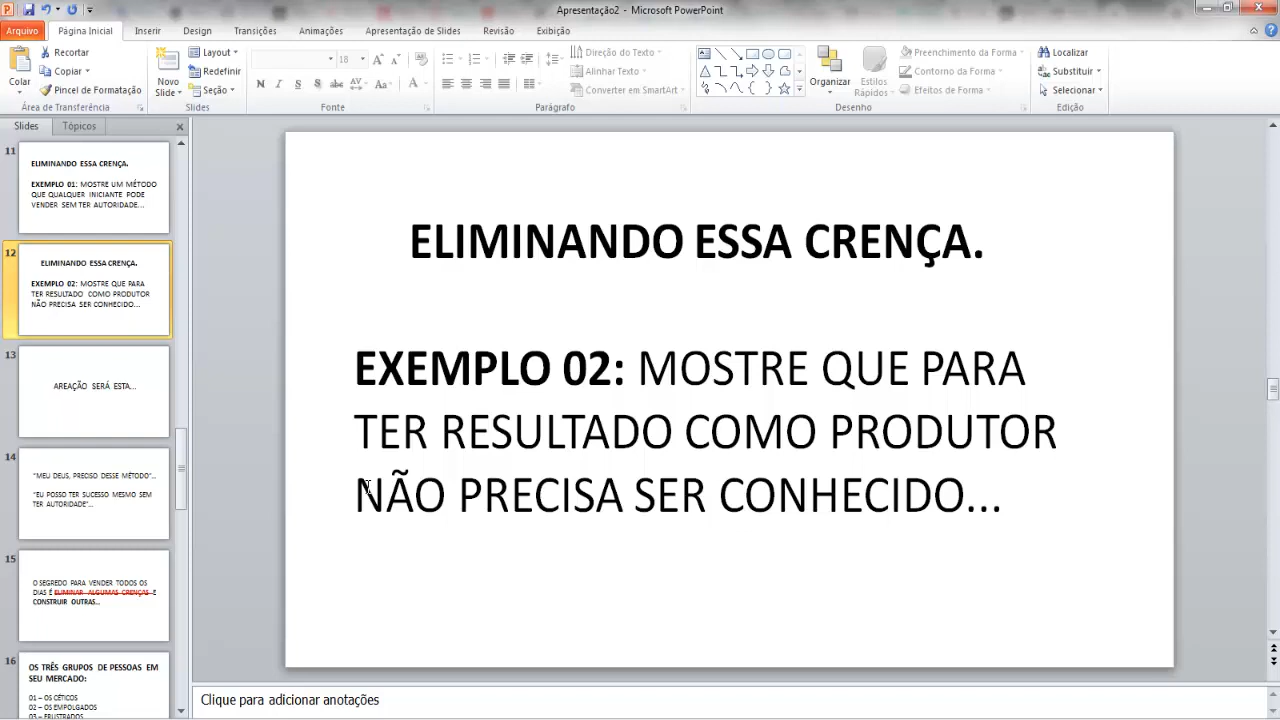 Apresentação2 - Microsoft PowerPoint
Arquivo Página Inicial Inserir Design Transições Animações Apresentação de Slides Revisão Exibição
Colar
Recortar
Copiar
Pincel de Formatação
Área de Transferência
Novo Slide
Layout
Redefinir
Seção
Slides
18
N I S S abc AV Aa A
Fonte
Direção do Texto
Alinhar Texto
Converter em SmartArt
Parágrafo
Organizar
Estilos Rápidos
Preenchimento da Forma
Contorno da Forma
Efeitos de Forma
Desenho
Localizar
Substituir
Selecionar
Edição
Slides Tópicos
11
ELIMINANDO ESSA CRENÇA.
EXEMPLO 01: MOSTRE UM MÉTODO
QUE QUALQUER INICIANTE PODE
VENDER SEM TER AUTORIDADE...
12
ELIMINANDO ESSA CRENÇA.
EXEMPLO 02: MOSTRE QUE PARA
TER RESULTADO COMO PRODUTOR
NÃO PRECISA SER CONHECIDO...
13
AREAÇÃO SERÁ ESTA...
14
"MEU DEUS, PRECISO DESSE MÉTODO"...
"EU POSSO TER SUCESSO MESMO SEM
TER AUTORIDADE"...
15
O SEGREDO PARA VENDER TODOS OS
DIAS É ELIMINAR ALGUMAS CRENÇAS E
CONSTRUIR OUTRAS...
16
OS TRÊS GRUPOS DE PESSOAS EM
SEU MERCADO:
01 – OS CÉTICOS
02 – OS EMPOLGADOS
03 – FRUSTRADOS
ELIMINANDO ESSA CRENÇA.
EXEMPLO 02: MOSTRE QUE PARA
TER RESULTADO COMO PRODUTOR
NÃO PRECISA SER CONHECIDO...
Clique para adicionar anotações